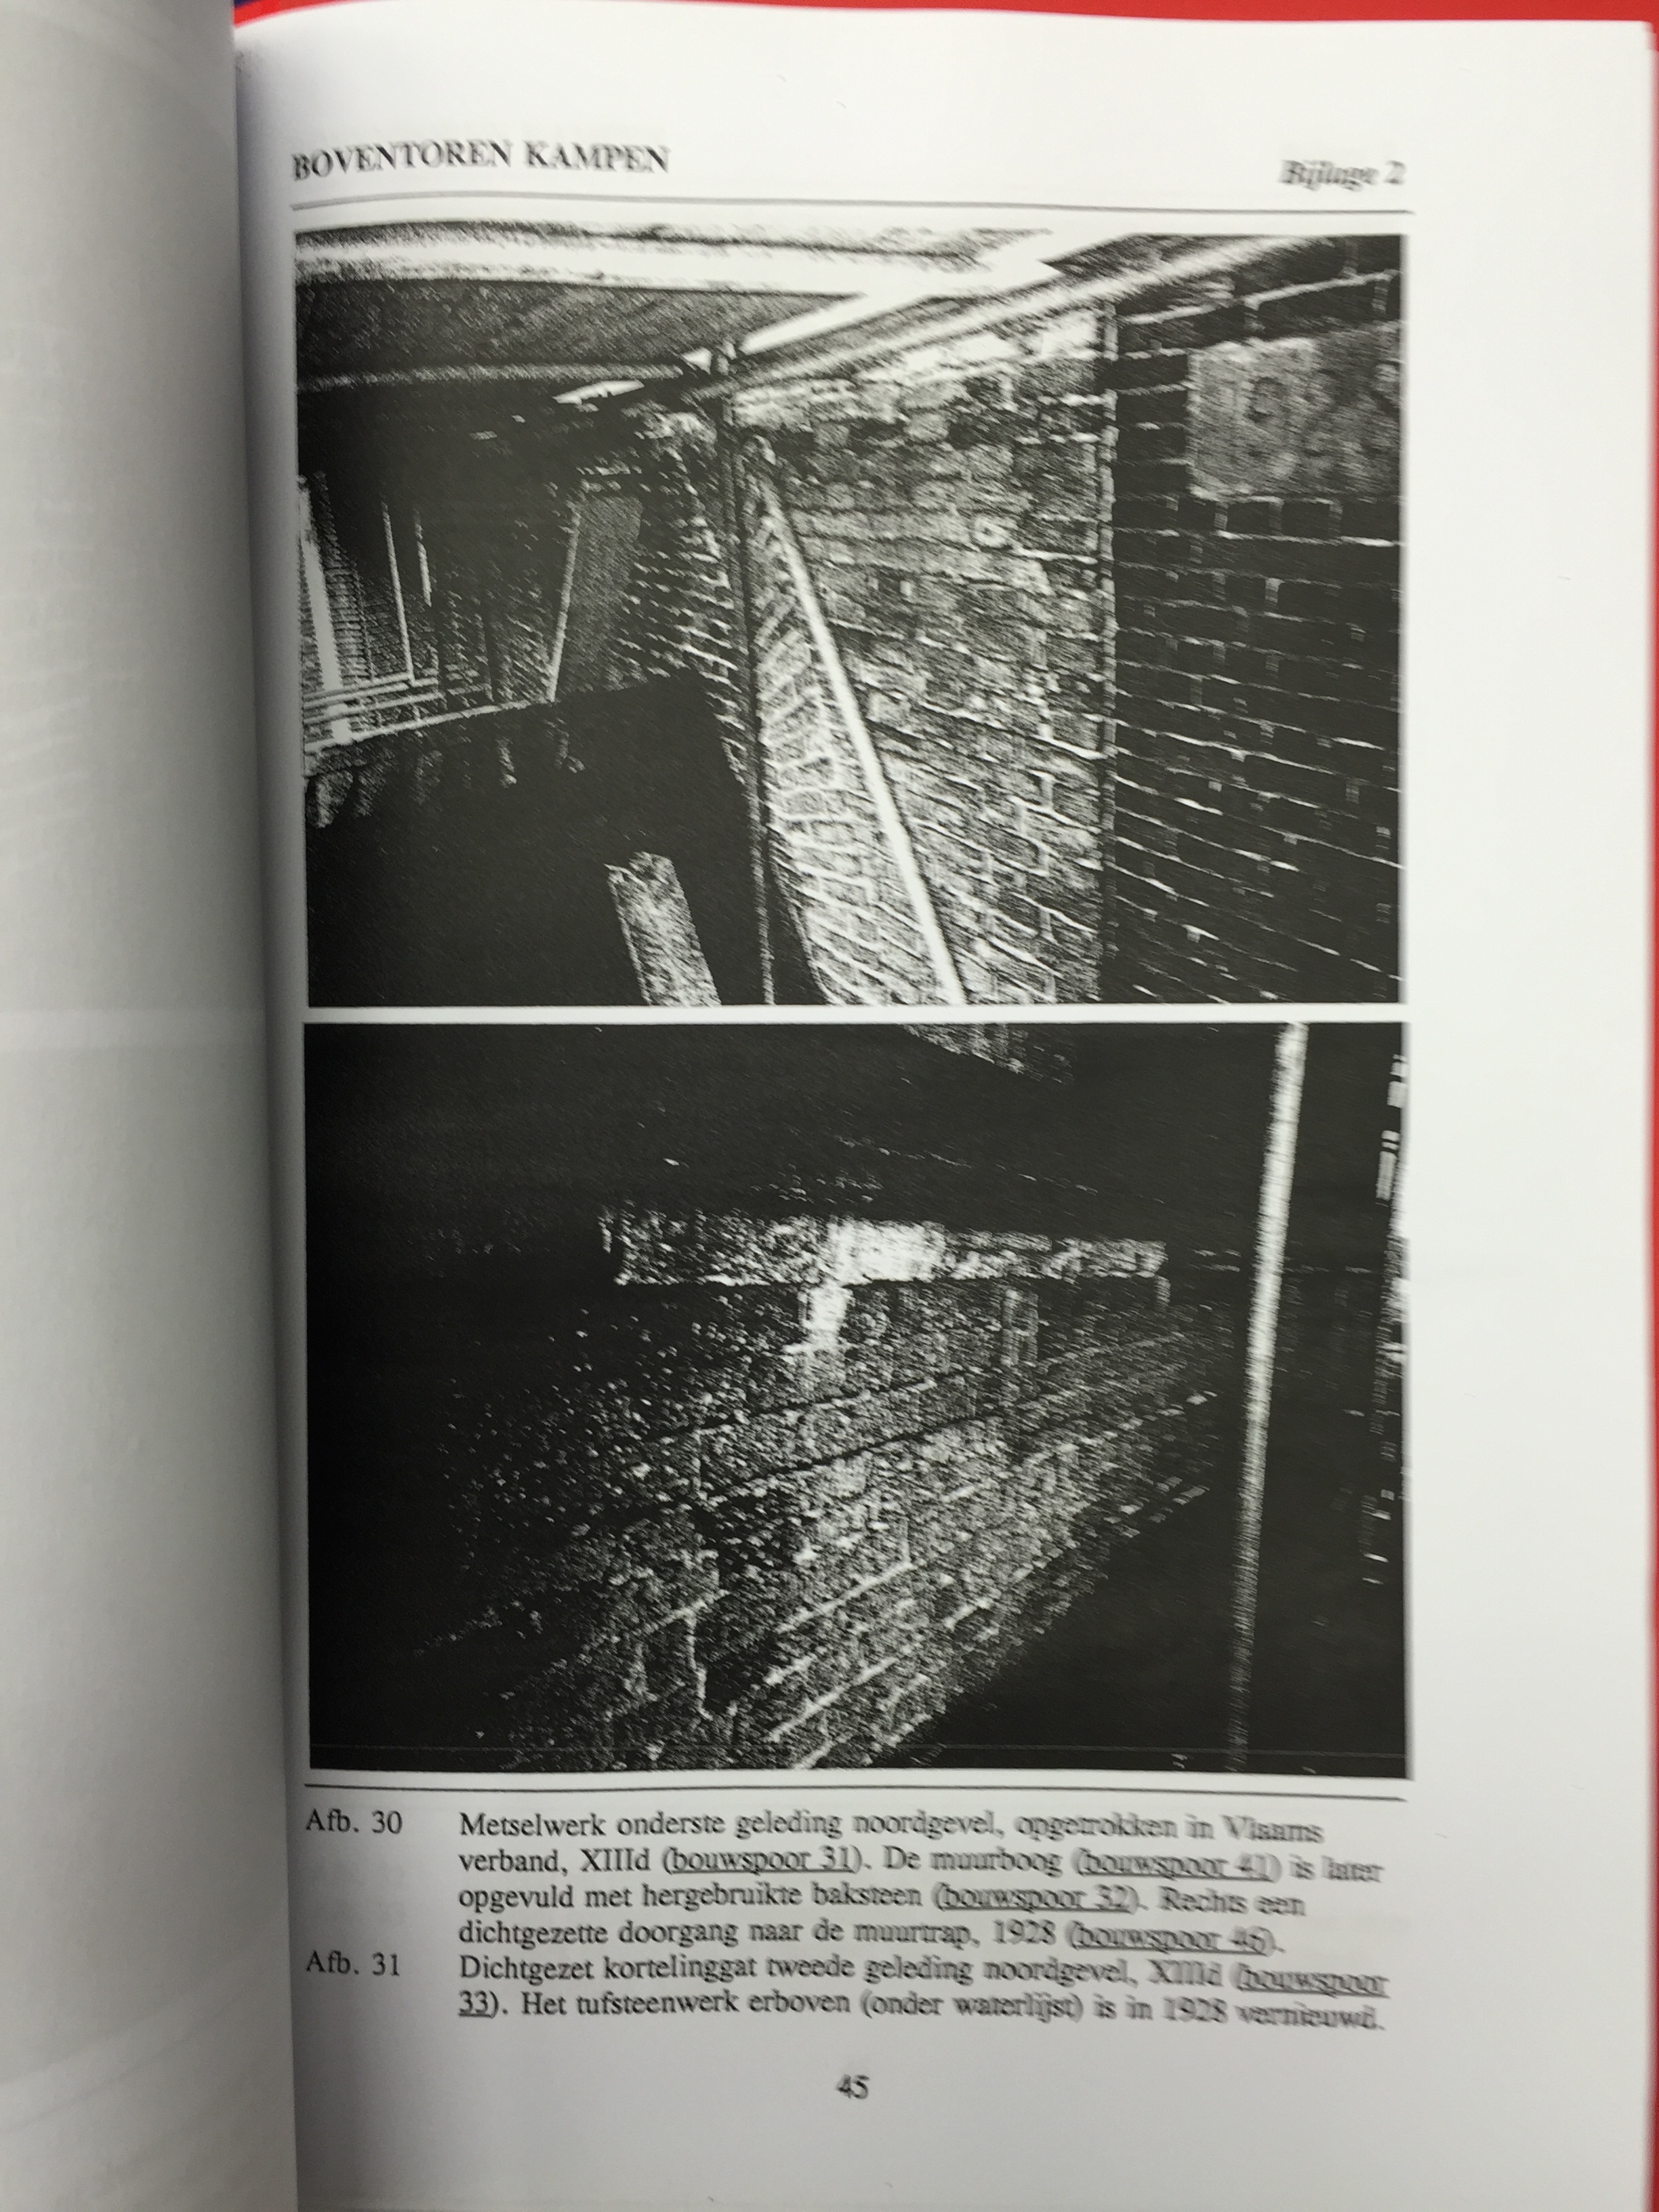 BOVENTOREN KAMPEN
Bijlage 2
Afb. 30 Metselwerk onderste geleding noordgevel, opgetrokken in Vlaams
verband, XIIId (bouwspoor 31). De muurboog (bouwspoor 41) is later
opgevuld met hergebruikte baksteen (bouwspoor 32). Rechts een
dichtgezette doorgang naar de muurtrap, 1928 (bouwspoor 46).
Afb. 31 Dichtgezet kortelinggat tweede geleding noordgevel, XIIId (bouwspoor
33). Het tufsteenwerk erboven (onder waterlijst) is in 1928 vernieuwd.
45